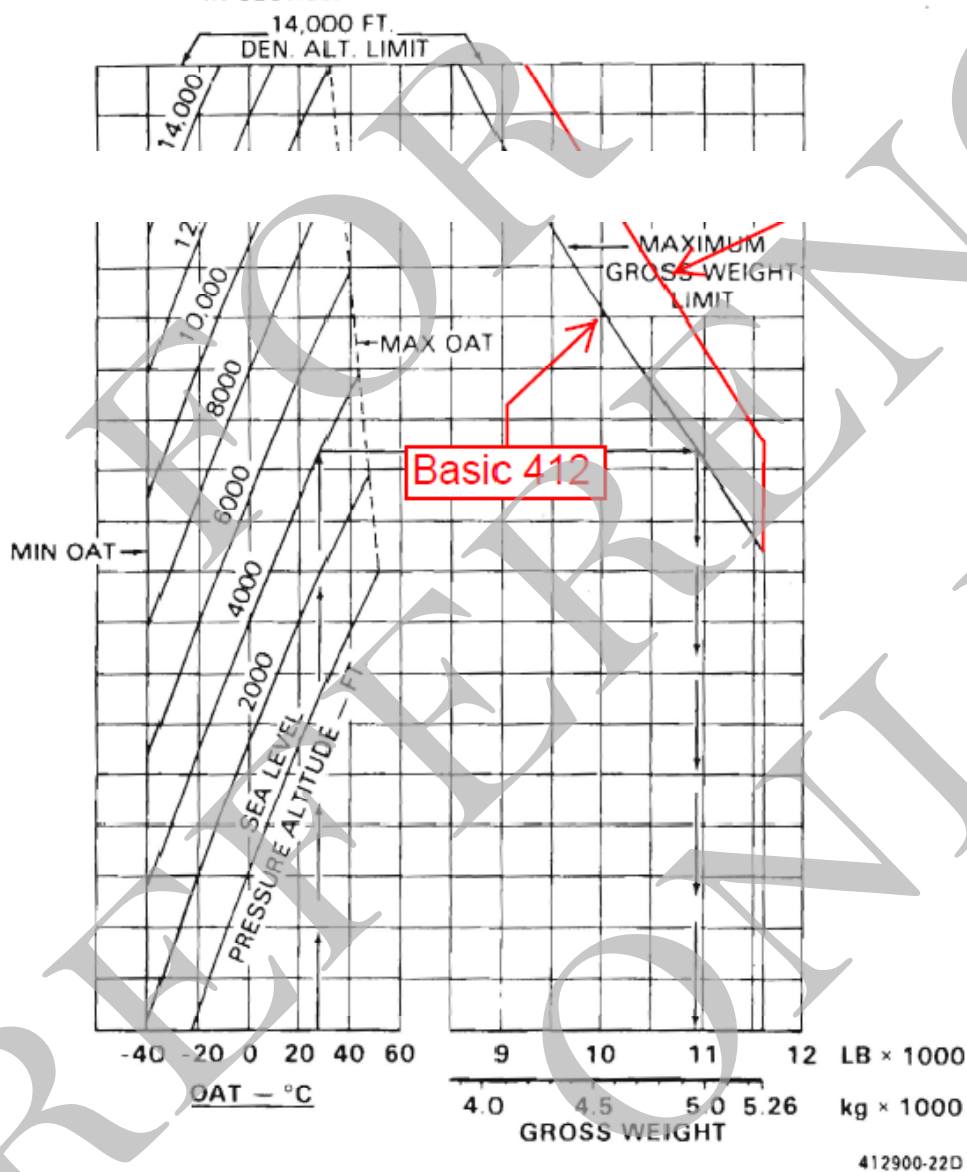 14,000 FT.
DEN. ALT. LIMIT
14,000
12
10,000
8000
6000
4000
2000
SEA LEVEL
PRESSURE ALTITUDE – FT
MIN OAT
MAX OAT
MAXIMUM
GROSS WEIGHT
LIMIT
Basic 412
-40 -20 0 20 40 60
OAT – °C
9 10 11 12 LB × 1000
4.0 4.5 5.0 5.26 kg × 1000
GROSS WEIGHT
412900-22D
FOR
REFERENC
ONL